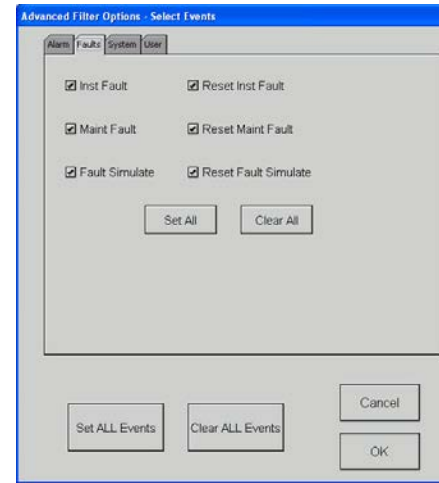 Advanced Filter Options - Select Events
Alarm Faults System User
Inst Fault Reset Inst Fault
Maint Fault Reset Maint Fault
Fault Simulate Reset Fault Simulate
Set All Clear All
Set ALL Events Clear ALL Events Cancel
OK